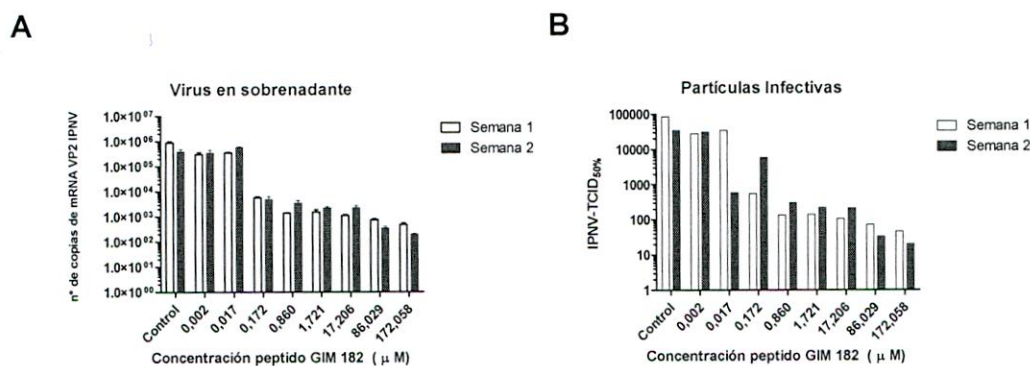 A
Virus en sobrenadante
n° de copias de mRNA VP2 IPNV
1.0×10⁰⁷
1.0×10⁰⁶
1.0×10⁰⁵
1.0×10⁰⁴
1.0×10⁰³
1.0×10⁰²
1.0×10⁰¹
1.0×10⁰⁰
Control
0,002
0,017
0,172
0,860
1,721
17,206
86,029
172,058
Concentración peptido GIM 182 ( μ M)
Semana 1
Semana 2
B
Partículas Infectivas
IPNV-TCID50%
100000
10000
1000
100
10
1
Control
0,002
0,017
0,172
0,860
1,721
17,206
86,029
172,058
Concentración peptido GIM 182 ( μ M)
Semana 1
Semana 2